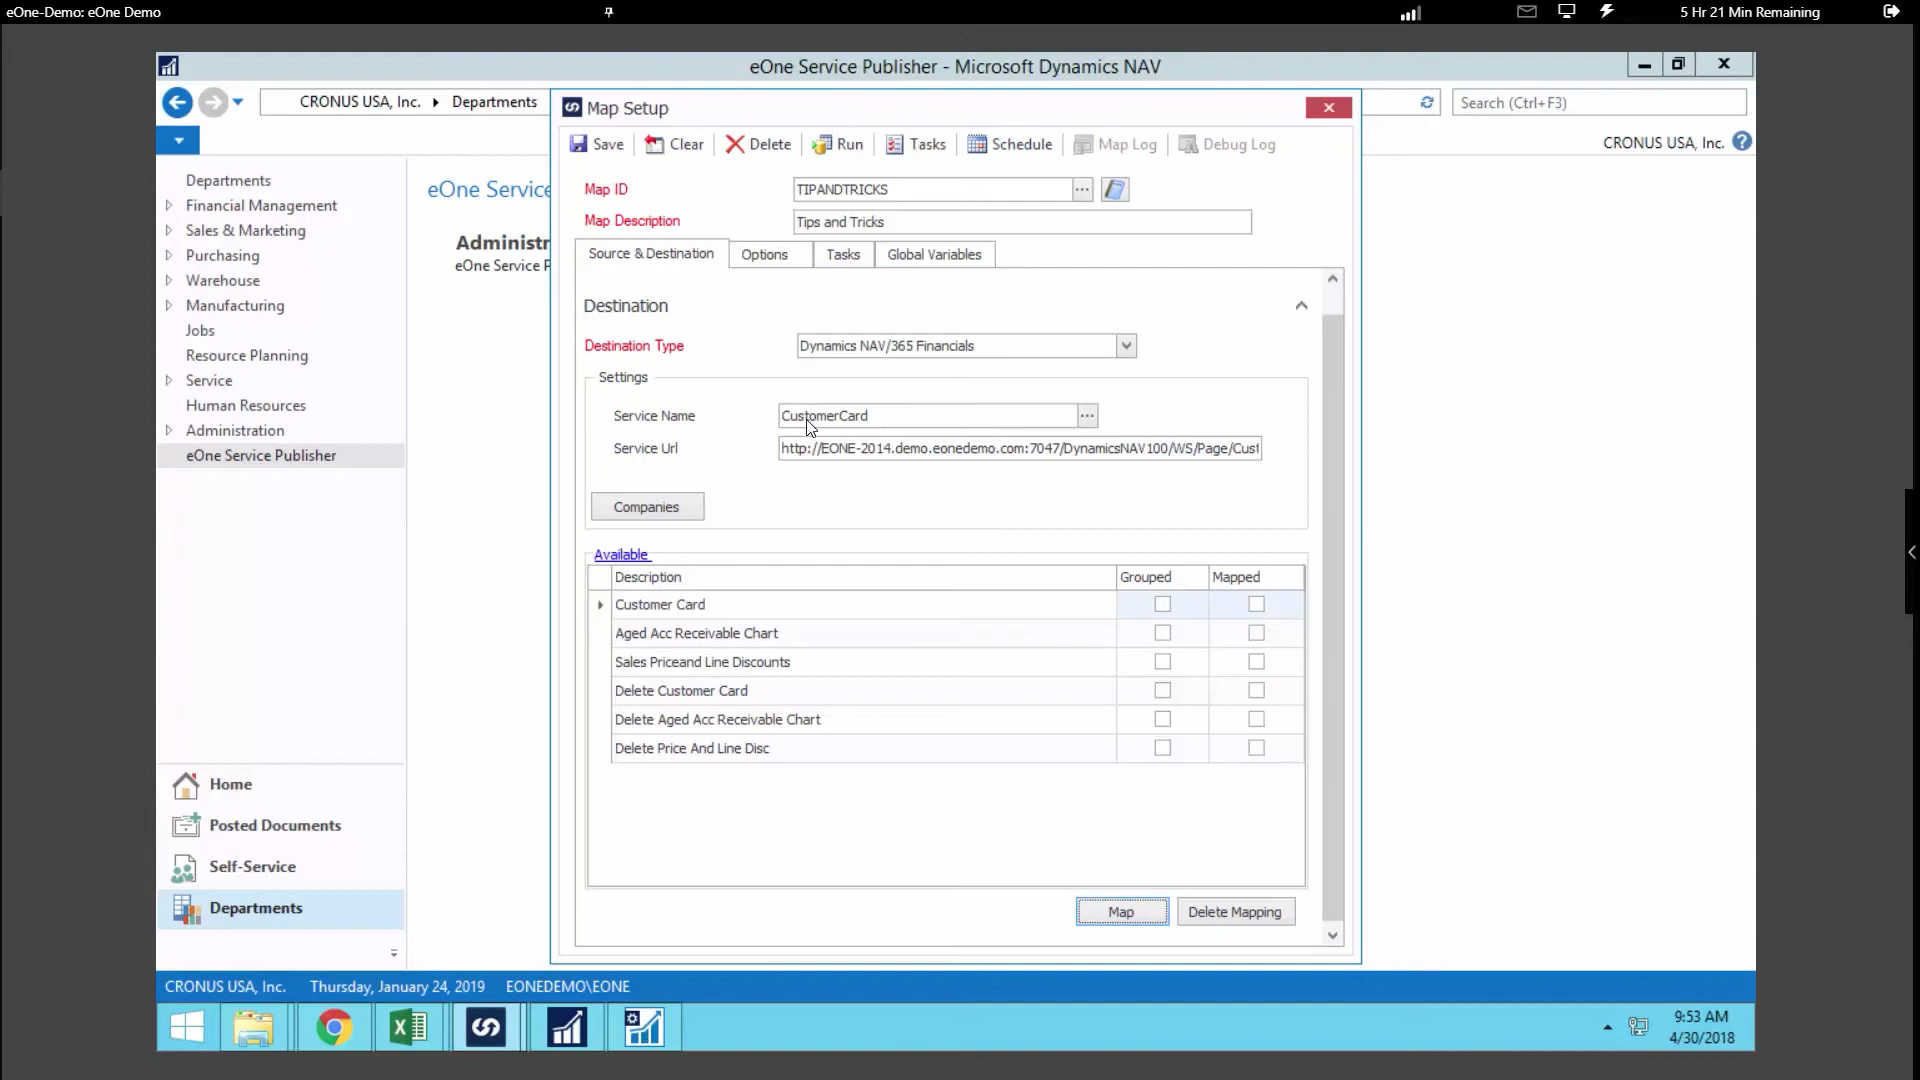 eOne-Demo: eOne Demo
5 Hr 21 Min Remaining
eOne Service Publisher - Microsoft Dynamics NAV
CRONUS USA, Inc. Departments
Search (Ctrl+F3)
CRONUS USA, Inc.
Departments
Financial Management
Sales & Marketing
Purchasing
Warehouse
Manufacturing
Jobs
Resource Planning
Service
Human Resources
Administration
eOne Service Publisher
Home
Posted Documents
Self-Service
Departments
eOne Service
Administr
eOne Service P
Map Setup
Save Clear Delete Run Tasks Schedule Map Log Debug Log
Map ID TIPANDTRICKS
Map Description Tips and Tricks
Source & Destination Options Tasks Global Variables
Destination
Destination Type Dynamics NAV/365 Financials
Settings
Service Name CustomerCard
Service Url http://EONE-2014.demo.eonedemo.com:7047/DynamicsNAV100/WS/Page/Cust
Companies
Available
Description Grouped Mapped
Customer Card
Aged Acc Receivable Chart
Sales Priceand Line Discounts
Delete Customer Card
Delete Aged Acc Receivable Chart
Delete Price And Line Disc
Map Delete Mapping
CRONUS USA, Inc. Thursday, January 24, 2019 EONEDEMO\EONE
9:53 AM
4/30/2018